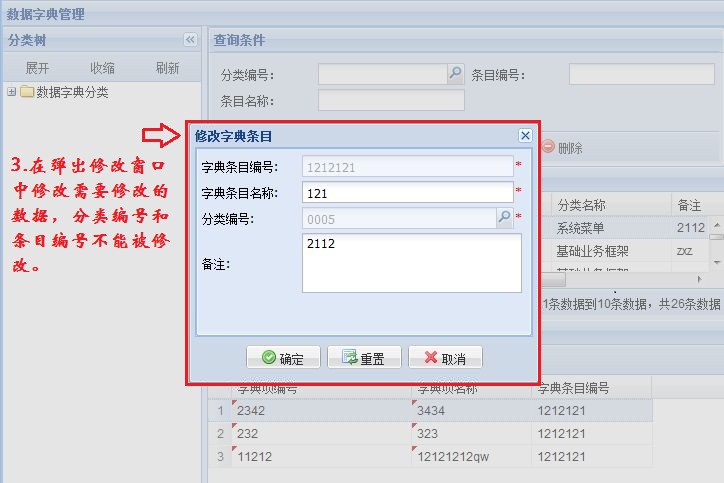 数据字典管理
分类树
查询条件
展开 收缩 刷新
数据字典分类
分类编号： 条目编号：
条目名称：
删除
3.在弹出修改窗口
中修改需要修改的
数据，分类编号和
条目编号不能被修
改。
修改字典条目
字典条目编号： 1212121 *
字典条目名称： 121 *
分类编号： 0005 *
备注： 2112
确定 重置 取消
分类名称 备注
系统菜单 2112
基础业务框架 zxz
基础业务框架
1条数据到10条数据，共26条数据
字典项编号 字典项名称 字典条目编号
1 2342 3434 1212121
2 232 323 1212121
3 11212 12121212qw 1212121